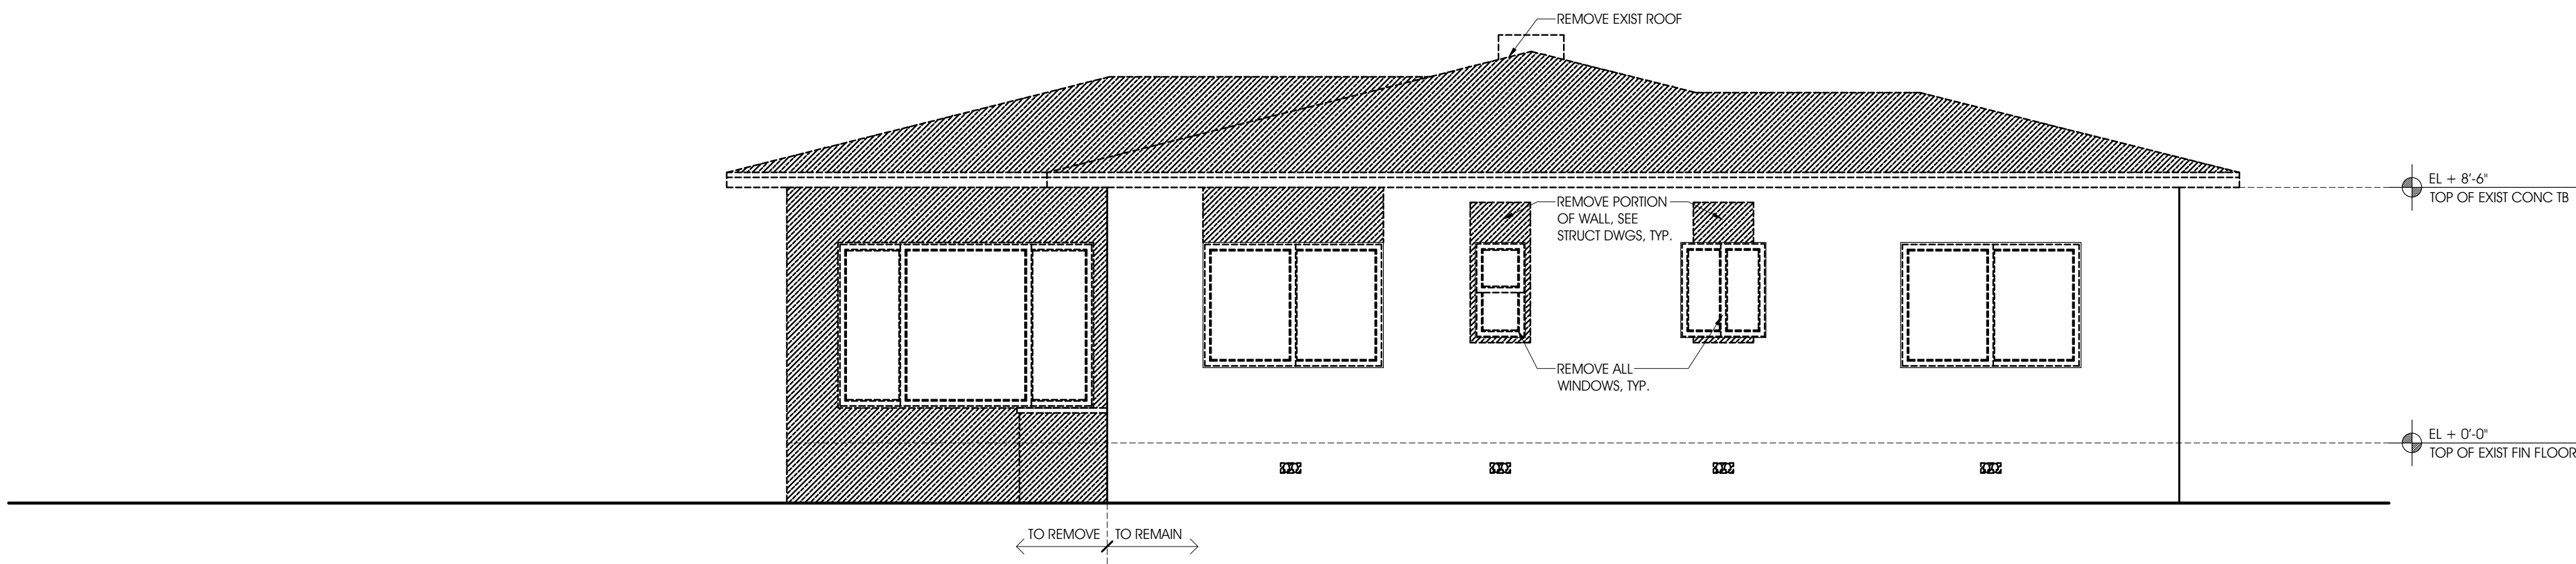 REMOVE EXIST ROOF
EL + 8'-6"
TOP OF EXIST CONC TB
REMOVE PORTION
OF WALL, SEE
STRUCT DWGS, TYP.
REMOVE ALL
WINDOWS, TYP.
EL + 0'-0"
TOP OF EXIST FIN FLOOR
TO REMOVE
TO REMAIN